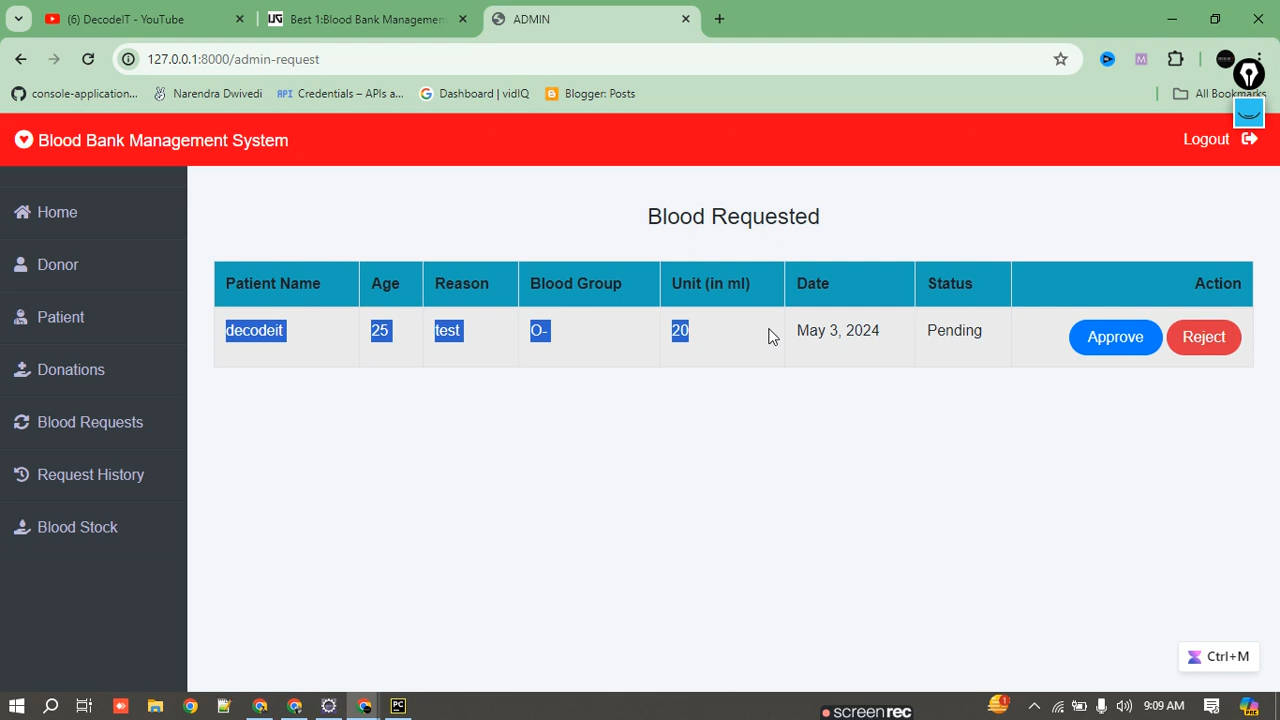 (6) DecodeIT - YouTube
Best 1:Blood Bank Managemen
ADMIN
127.0.0.1:8000/admin-request
console-application...
Narendra Dwivedi
API Credentials – APIs a...
Dashboard | vidIQ
Blogger: Posts
All Bookmarks
Blood Bank Management System
Logout
Home
Donor
Patient
Donations
Blood Requests
Request History
Blood Stock
Blood Requested
Patient Name Age Reason Blood Group Unit (in ml) Date Status Action
decodeit 25 test O- 20 May 3, 2024 Pending Approve Reject
Ctrl+M
9:09 AM
screenrec